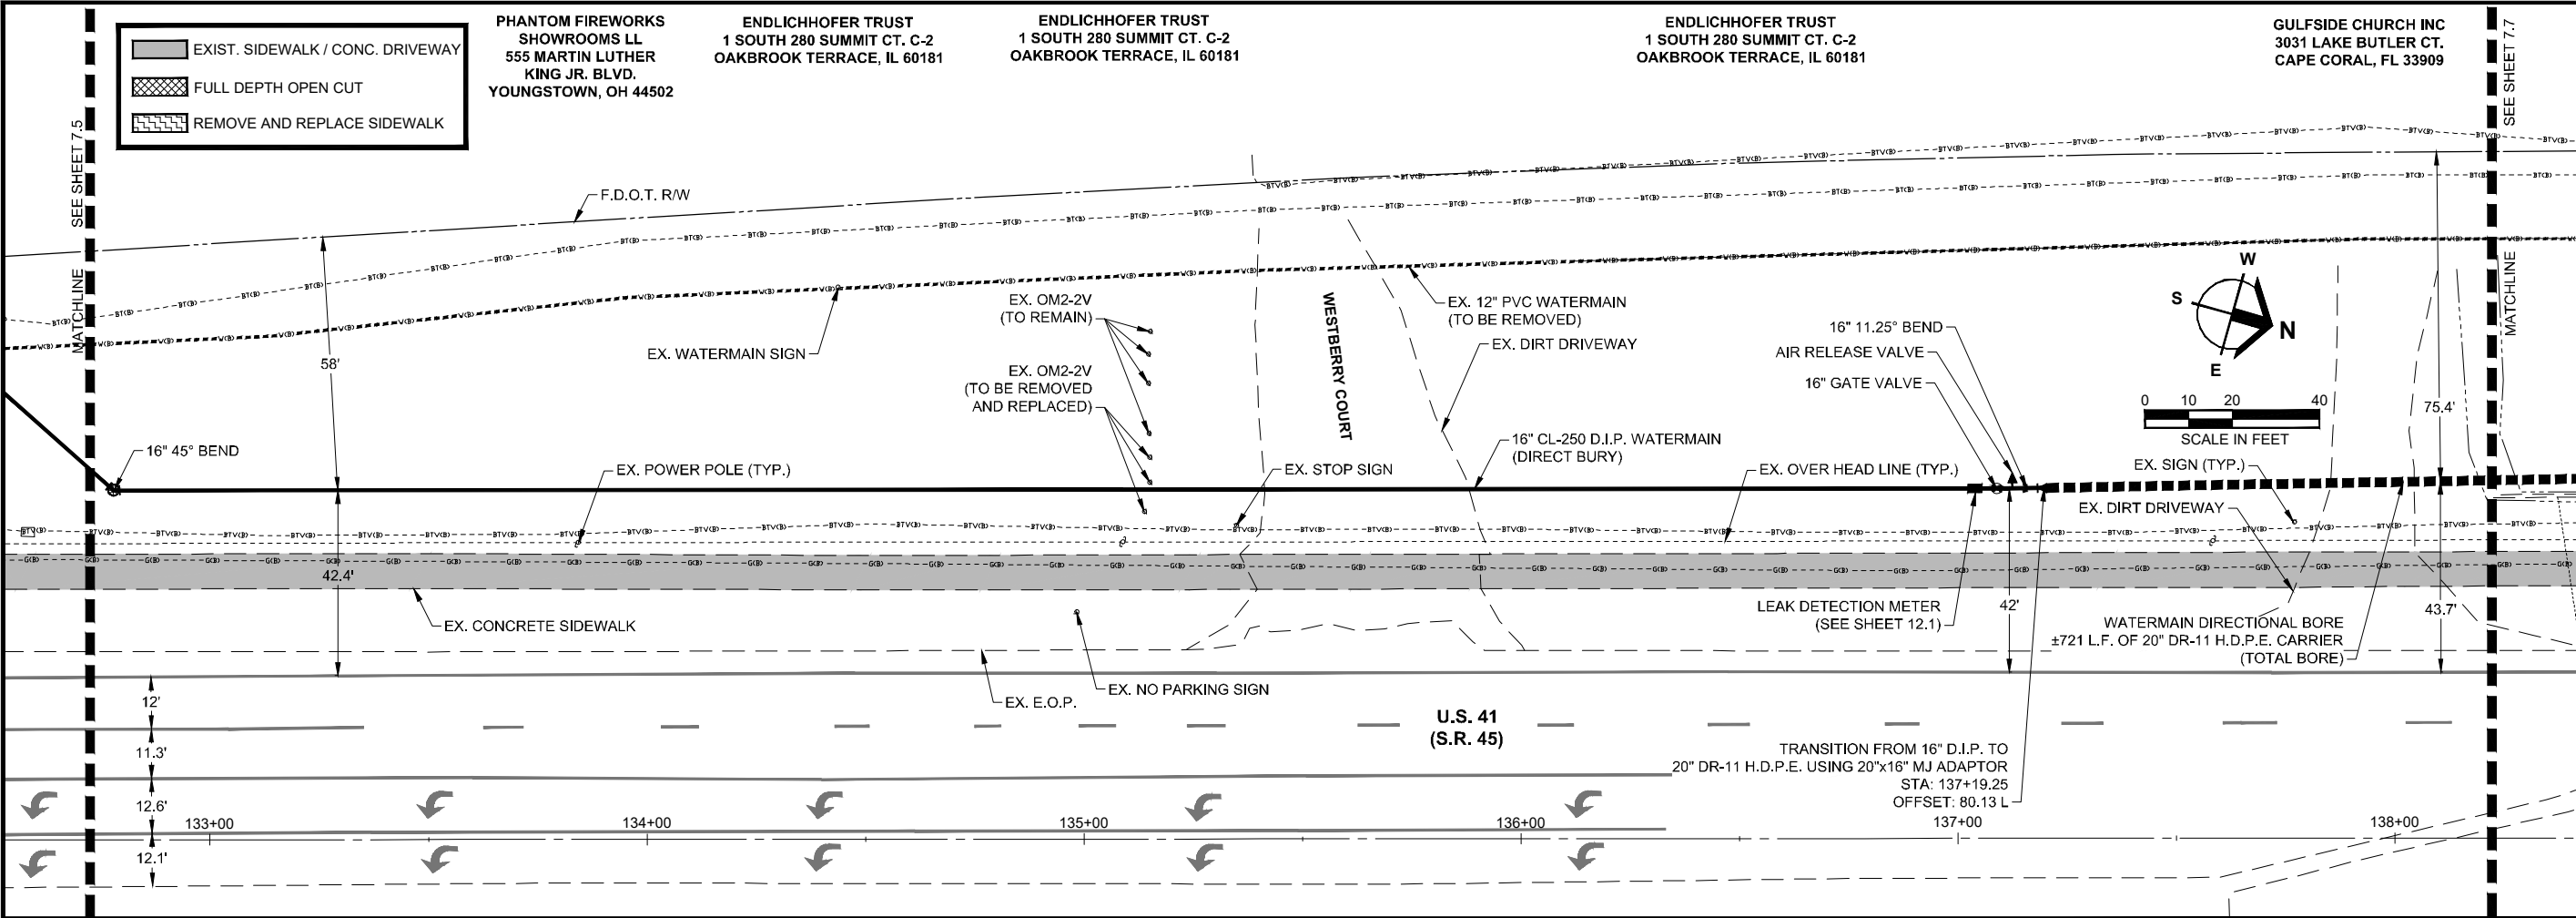 EXIST. SIDEWALK / CONC. DRIVEWAY
FULL DEPTH OPEN CUT
REMOVE AND REPLACE SIDEWALK
PHANTOM FIREWORKS
SHOWROOMS LL
555 MARTIN LUTHER
KING JR. BLVD.
YOUNGSTOWN, OH 44502
ENDLICHHOFER TRUST
1 SOUTH 280 SUMMIT CT. C-2
OAKBROOK TERRACE, IL 60181
ENDLICHHOFER TRUST
1 SOUTH 280 SUMMIT CT. C-2
OAKBROOK TERRACE, IL 60181
ENDLICHHOFER TRUST
1 SOUTH 280 SUMMIT CT. C-2
OAKBROOK TERRACE, IL 60181
GULFSIDE CHURCH INC
3031 LAKE BUTLER CT.
CAPE CORAL, FL 33909
SEE SHEET 7.5
MATCHLINE
SEE SHEET 7.7
MATCHLINE
F.D.O.T. R/W
58'
EX. WATERMAIN SIGN
EX. OM2-2V
(TO REMAIN)
EX. OM2-2V
(TO BE REMOVED
AND REPLACED)
WESTBERRY COURT
EX. 12" PVC WATERMAIN
(TO BE REMOVED)
EX. DIRT DRIVEWAY
16" 11.25° BEND
AIR RELEASE VALVE
16" GATE VALVE
W
S
N
E
0 10 20 40
SCALE IN FEET
75.4'
16" 45° BEND
EX. POWER POLE (TYP.)
EX. STOP SIGN
16" CL-250 D.I.P. WATERMAIN
(DIRECT BURY)
EX. OVER HEAD LINE (TYP.)
EX. SIGN (TYP.)
EX. DIRT DRIVEWAY
42.4'
EX. CONCRETE SIDEWALK
LEAK DETECTION METER
(SEE SHEET 12.1)
42'
WATERMAIN DIRECTIONAL BORE
±721 L.F. OF 20" DR-11 H.D.P.E. CARRIER
(TOTAL BORE)
43.7'
EX. E.O.P.
EX. NO PARKING SIGN
U.S. 41
(S.R. 45)
TRANSITION FROM 16" D.I.P. TO
20" DR-11 H.D.P.E. USING 20"x16" MJ ADAPTOR
STA: 137+19.25
OFFSET: 80.13 L
12'
11.3'
12.6'
12.1'
133+00
134+00
135+00
136+00
137+00
138+00